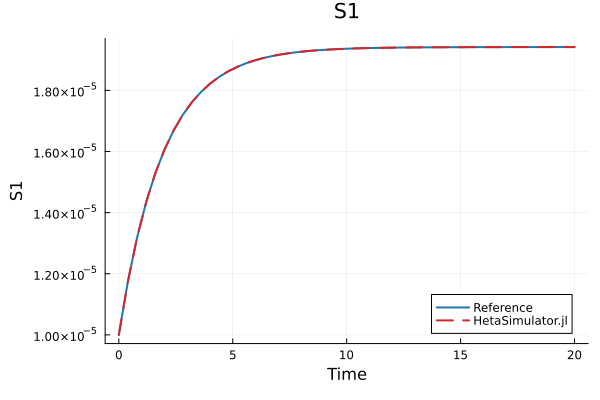 S1
S1
1.80×10⁻⁵
1.60×10⁻⁵
1.40×10⁻⁵
1.20×10⁻⁵
1.00×10⁻⁵
Reference
HetaSimulator.jl
0 5 10 15 20
Time